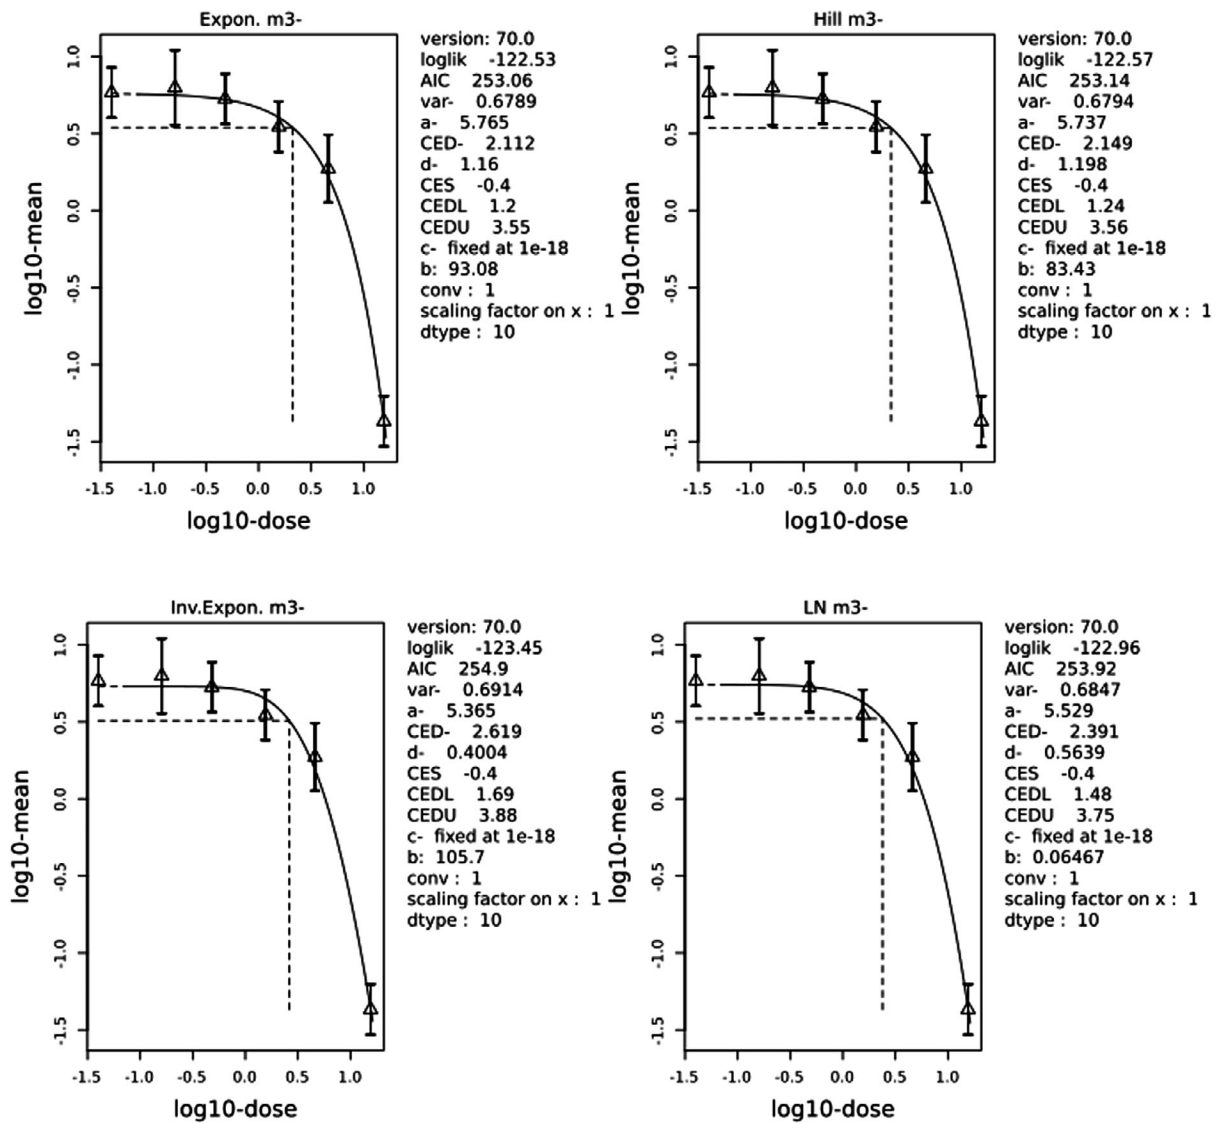 Expon. m3-
version: 70.0
loglik -122.53
AIC 253.06
var- 0.6789
a- 5.765
CED- 2.112
d- 1.16
CES -0.4
CEDL 1.2
CEDU 3.55
c- fixed at 1e-18
b: 93.08
conv : 1
scaling factor on x : 1
dtype : 10
log10-mean
1.0
0.5
0.0
-0.5
-1.0
-1.5
-1.5 -1.0 -0.5 0.0 0.5 1.0
log10-dose
Hill m3-
version: 70.0
loglik -122.57
AIC 253.14
var- 0.6794
a- 5.737
CED- 2.149
d- 1.198
CES -0.4
CEDL 1.24
CEDU 3.56
c- fixed at 1e-18
b: 83.43
conv : 1
scaling factor on x : 1
dtype : 10
log10-mean
1.0
0.5
0.0
-0.5
-1.0
-1.5
-1.5 -1.0 -0.5 0.0 0.5 1.0
log10-dose
Inv.Expon. m3-
version: 70.0
loglik -123.45
AIC 254.9
var- 0.6914
a- 5.365
CED- 2.619
d- 0.4004
CES -0.4
CEDL 1.69
CEDU 3.88
c- fixed at 1e-18
b: 105.7
conv : 1
scaling factor on x : 1
dtype : 10
log10-mean
1.0
0.5
0.0
-0.5
-1.0
-1.5
-1.5 -1.0 -0.5 0.0 0.5 1.0
log10-dose
LN m3-
version: 70.0
loglik -122.96
AIC 253.92
var- 0.6847
a- 5.529
CED- 2.391
d- 0.5639
CES -0.4
CEDL 1.48
CEDU 3.75
c- fixed at 1e-18
b: 0.06467
conv : 1
scaling factor on x : 1
dtype : 10
log10-mean
1.0
0.5
0.0
-0.5
-1.0
-1.5
-1.5 -1.0 -0.5 0.0 0.5 1.0
log10-dose